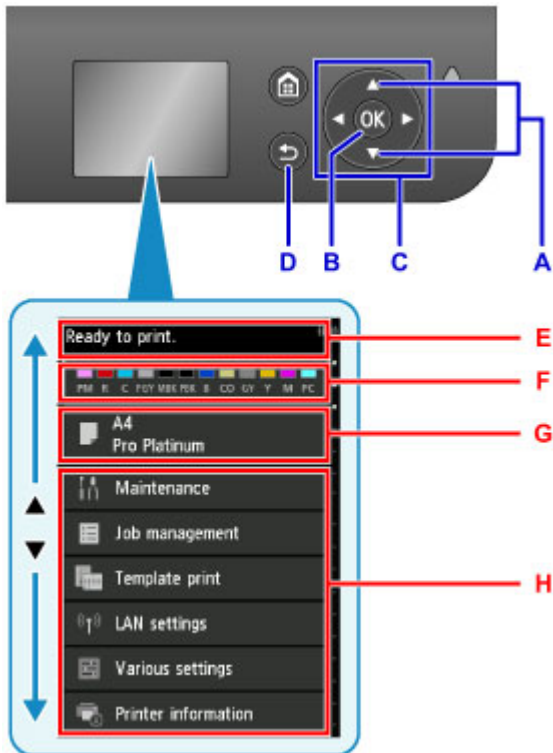 OK
A
D
B
C
A
Ready to print.
E
PM R C PGY MBK PBK B CO GY Y M PC
F
A4
Pro Platinum
G
Maintenance
Job management
Template print
H
LAN settings
Various settings
Printer information